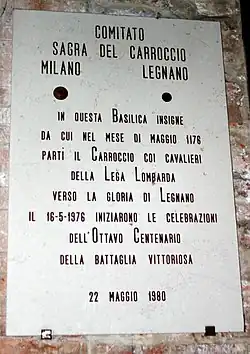 COMITATO
SAGRA DEL CARROCCIO
MILANO LEGNANO
IN QUESTA BASILICA INSIGNE
DA CUI NEL MESE DI MAGGIO 1176
PARTÌ IL CARROCCIO COI CAVALIERI
DELLA LEGA LOMBARDA
VERSO LA GLORIA DI LEGNANO
IL 16-5-1976 INIZIARONO LE CELEBRAZIONI
DELL'OTTAVO CENTENARIO
DELLA BATTAGLIA VITTORIOSA
22 MAGGIO 1980